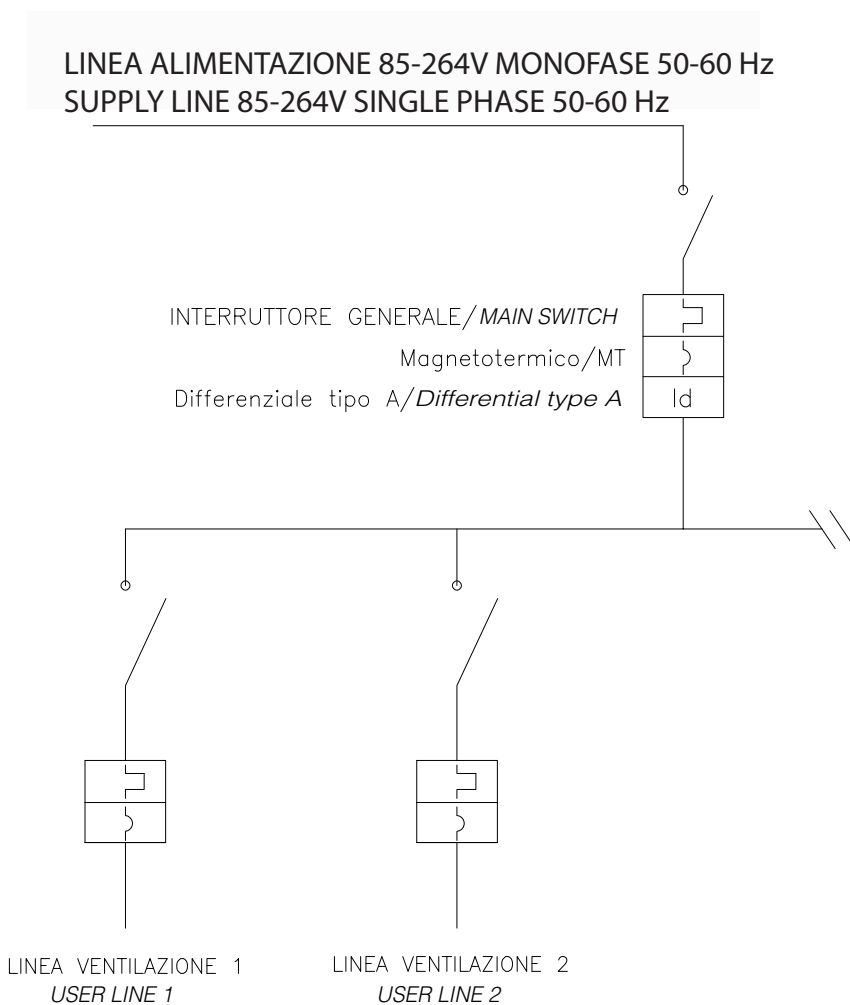 LINEA ALIMENTAZIONE 85-264V MONOFASE 50-60 Hz
SUPPLY LINE 85-264V SINGLE PHASE 50-60 Hz
INTERRUTTORE GENERALE/MAIN SWITCH
Magnetotermico/MT
Differenziale tipo A/Differential type A
Id
LINEA VENTILAZIONE 1
USER LINE 1
LINEA VENTILAZIONE 2
USER LINE 2